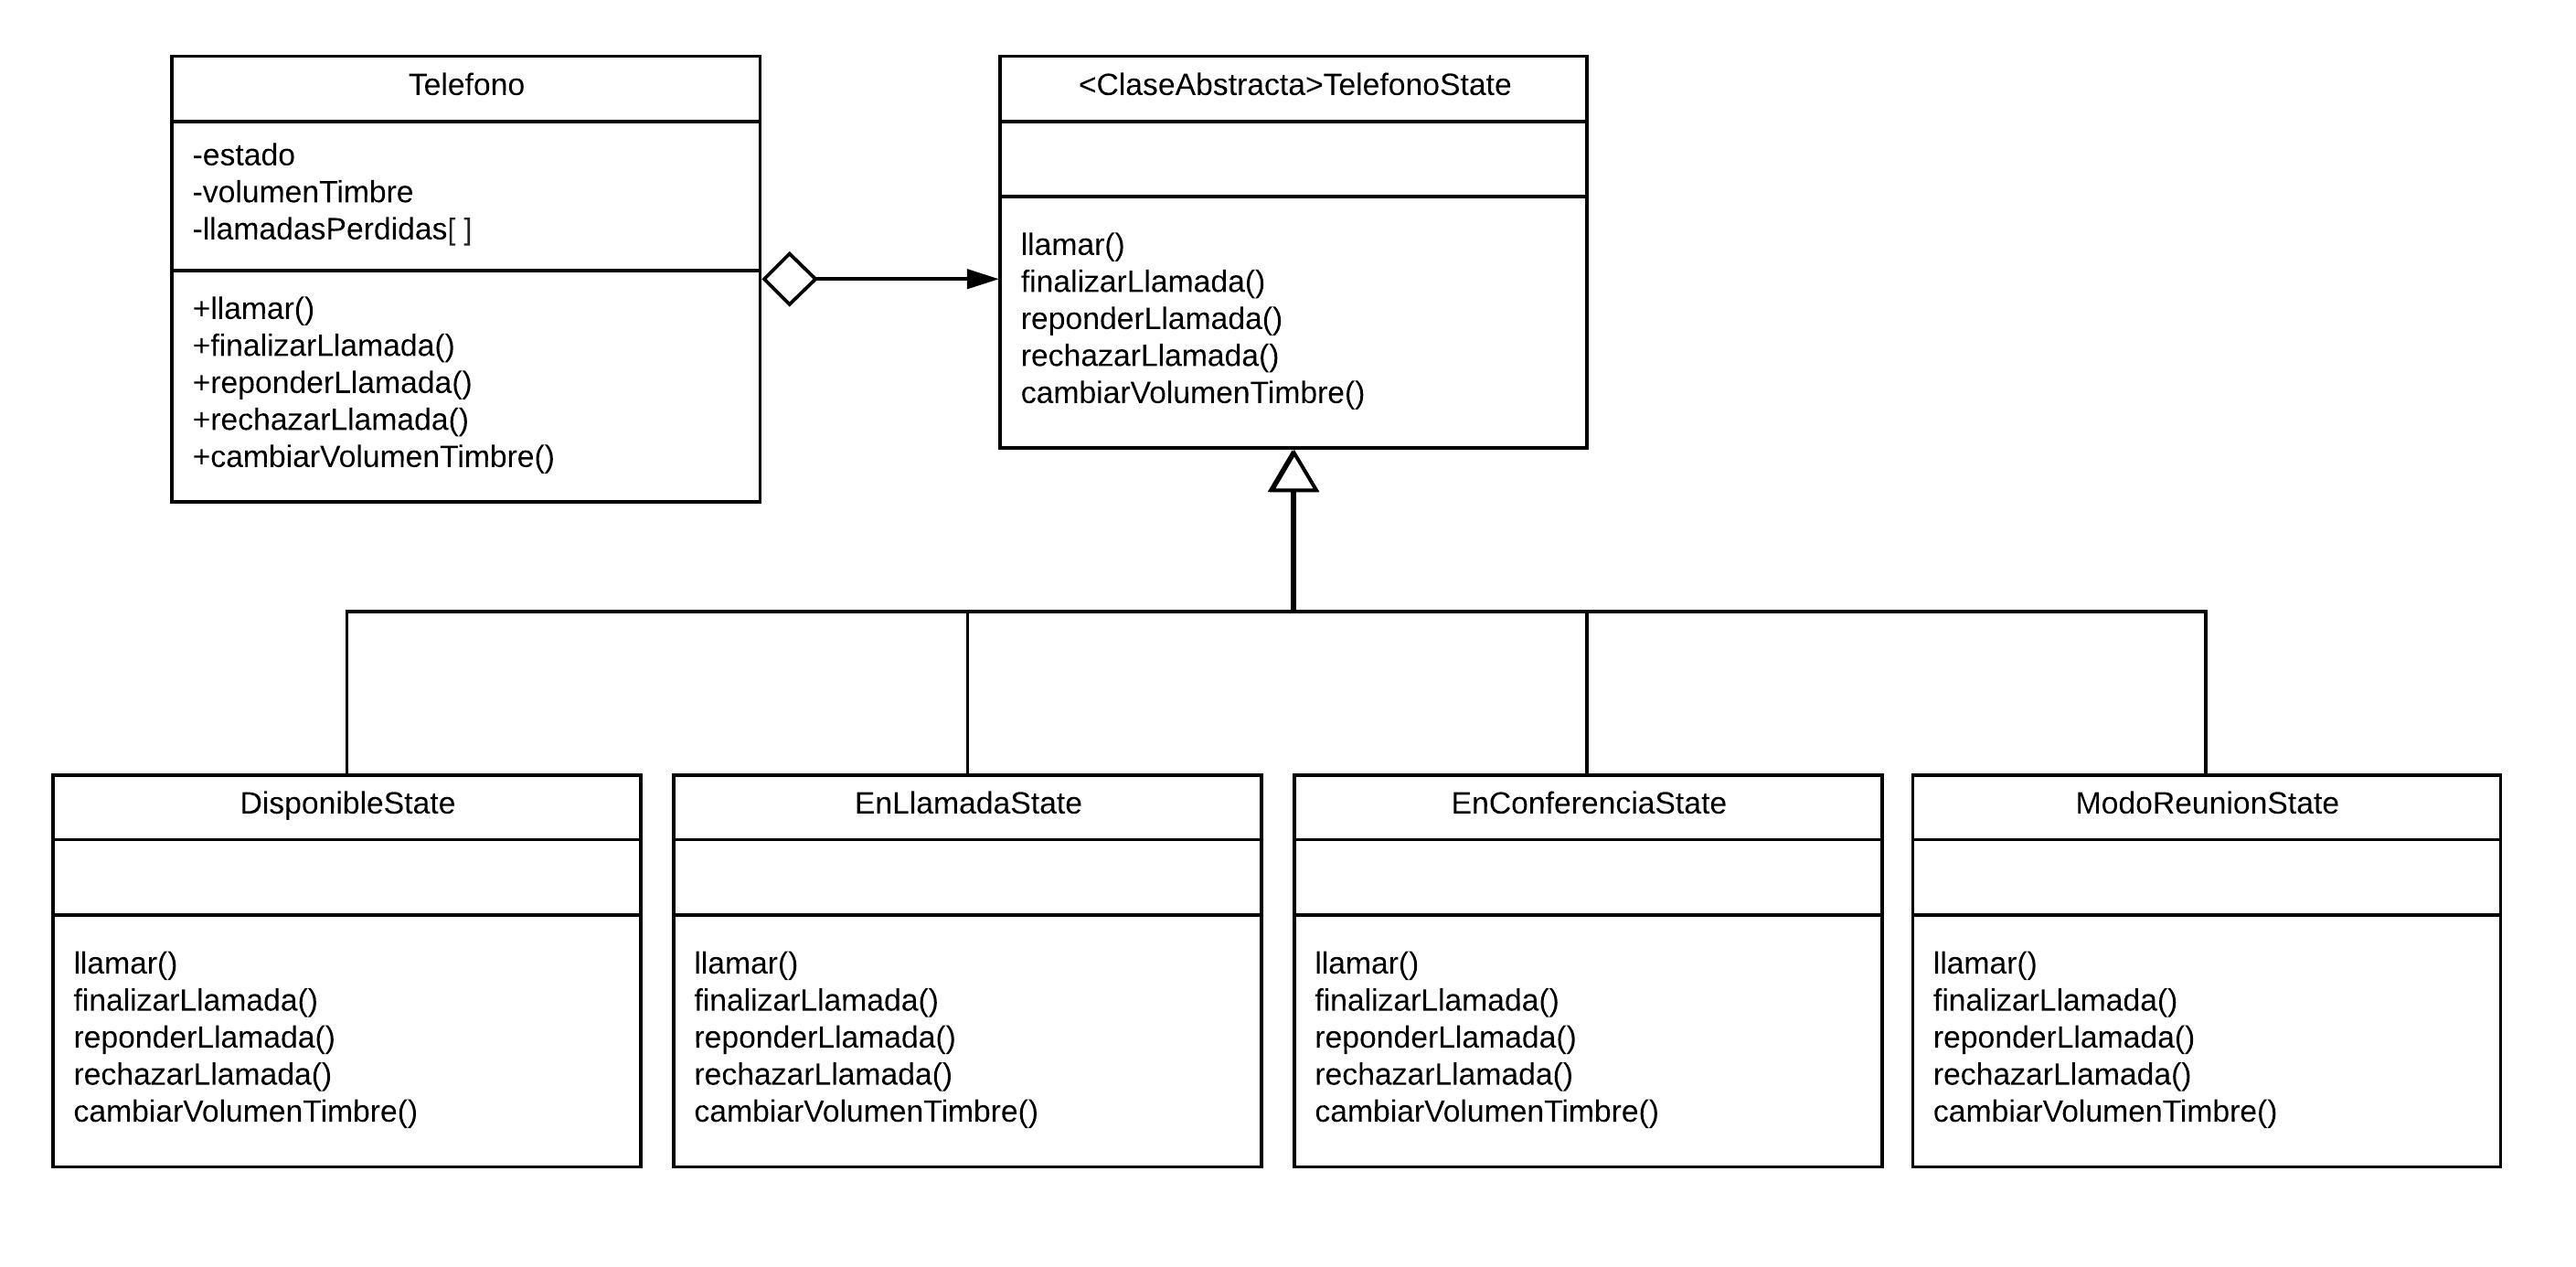 Telefono
-estado
-volumenTimbre
-llamadasPerdidas[ ]
+llamar()
+finalizarLlamada()
+reponderLlamada()
+rechazarLlamada()
+cambiarVolumenTimbre()
<ClaseAbstracta>TelefonoState
llamar()
finalizarLlamada()
reponderLlamada()
rechazarLlamada()
cambiarVolumenTimbre()
DisponibleState
llamar()
finalizarLlamada()
reponderLlamada()
rechazarLlamada()
cambiarVolumenTimbre()
EnLlamadaState
llamar()
finalizarLlamada()
reponderLlamada()
rechazarLlamada()
cambiarVolumenTimbre()
EnConferenciaState
llamar()
finalizarLlamada()
reponderLlamada()
rechazarLlamada()
cambiarVolumenTimbre()
ModoReunionState
llamar()
finalizarLlamada()
reponderLlamada()
rechazarLlamada()
cambiarVolumenTimbre()